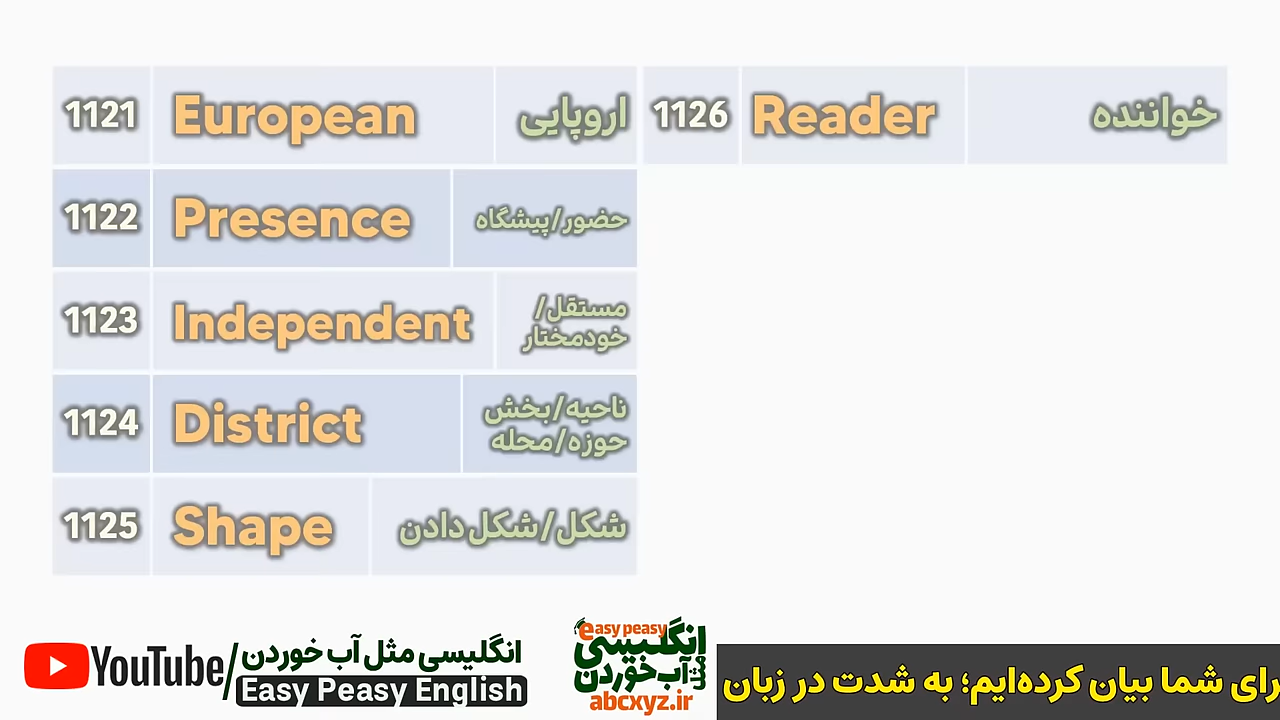 1121 European اروپایی
1122 Presence حضور/پیشگاه
1123 Independent مستقل/
خودمختار
1124 District ناحیه/بخش
حوزه/محله
1125 Shape شکل/شکل دادن
1126 Reader خواننده
YouTube/انگلیسی مثل آب خوردن
Easy Peasy English
easy peasy
انگلیسی
مثل آب خوردن
abcxyz.ir
شما بیان کرده‌ایم؛ به شدت در زبان